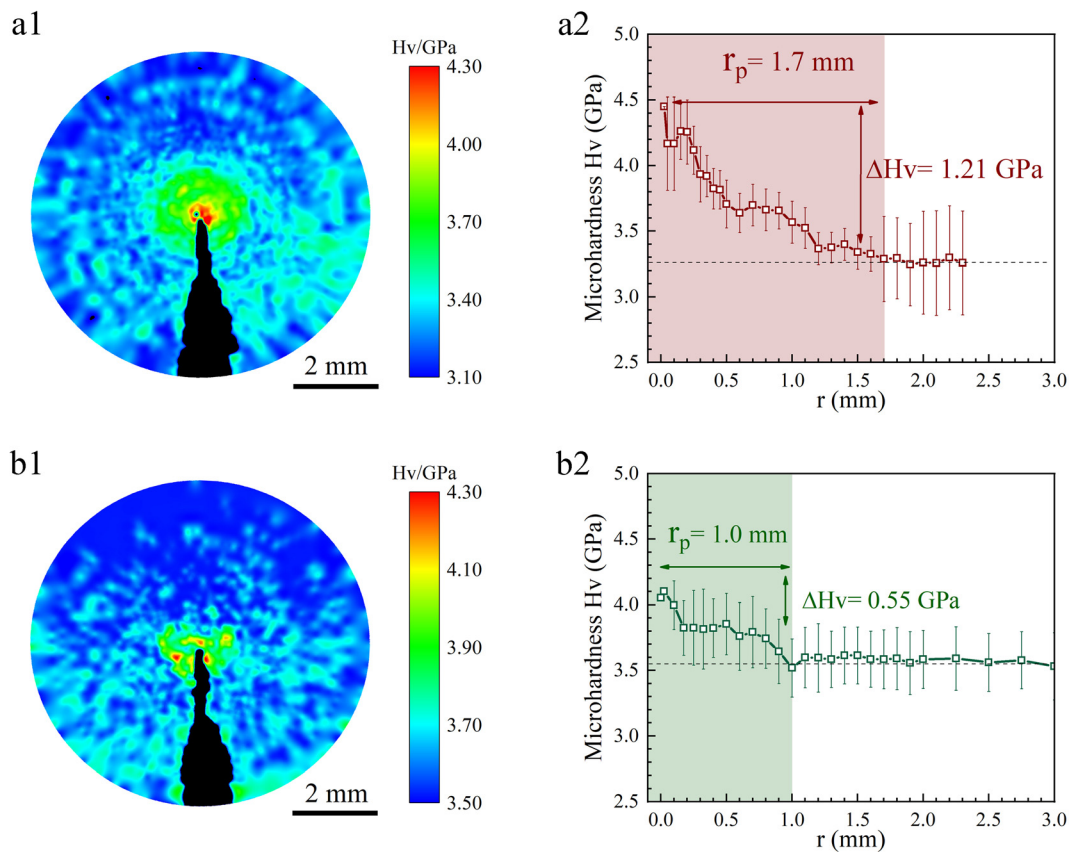 a1
Hv/GPa
4.30
4.00
3.70
3.40
3.10
2 mm
a2
Microhardness Hv (GPa)
5.0
4.5
4.0
3.5
3.0
2.5
rp= 1.7 mm
ΔHv= 1.21 GPa
0.0 0.5 1.0 1.5 2.0 2.5 3.0
r (mm)
b1
Hv/GPa
4.30
4.10
3.90
3.70
3.50
2 mm
b2
Microhardness Hv (GPa)
5.0
4.5
4.0
3.5
3.0
2.5
rp= 1.0 mm
ΔHv= 0.55 GPa
0.0 0.5 1.0 1.5 2.0 2.5 3.0
r (mm)